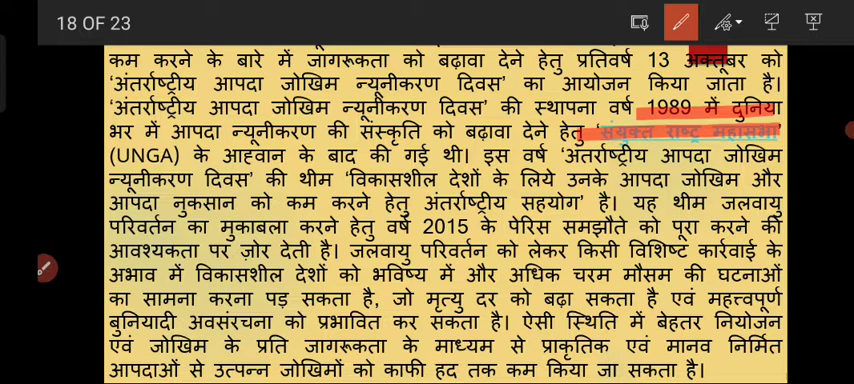 18 OF 23
कम करने के बारे में जागरूकता को बढ़ावा देने हेतु प्रतिवर्ष 13 अक्तूबर को
‘अंतर्राष्ट्रीय आपदा जोखिम न्यूनीकरण दिवस’ का आयोजन किया जाता है।
‘अंतर्राष्ट्रीय आपदा जोखिम न्यूनीकरण दिवस’ की स्थापना वर्ष 1989 में दुनिया
भर में आपदा न्यूनीकरण की संस्कृति को बढ़ावा देने हेतु ‘संयुक्त राष्ट्र महासभा’
(UNGA) के आह्वान के बाद की गई थी। इस वर्ष ‘अंतर्राष्ट्रीय आपदा जोखिम
न्यूनीकरण दिवस’ की थीम ‘विकासशील देशों के लिये उनके आपदा जोखिम और
आपदा नुकसान को कम करने हेतु अंतर्राष्ट्रीय सहयोग’ है। यह थीम जलवायु
परिवर्तन का मुकाबला करने हेतु वर्ष 2015 के पेरिस समझौते को पूरा करने की
आवश्यकता पर ज़ोर देती है। जलवायु परिवर्तन को लेकर किसी विशिष्ट कार्रवाई के
अभाव में विकासशील देशों को भविष्य में और अधिक चरम मौसम की घटनाओं
का सामना करना पड़ सकता है, जो मृत्यु दर को बढ़ा सकता है एवं महत्त्वपूर्ण
बुनियादी अवसंरचना को प्रभावित कर सकता है। ऐसी स्थिति में बेहतर नियोजन
एवं जोखिम के प्रति जागरूकता के माध्यम से प्राकृतिक एवं मानव निर्मित
आपदाओं से उत्पन्न जोखिमों को काफी हद तक कम किया जा सकता है।